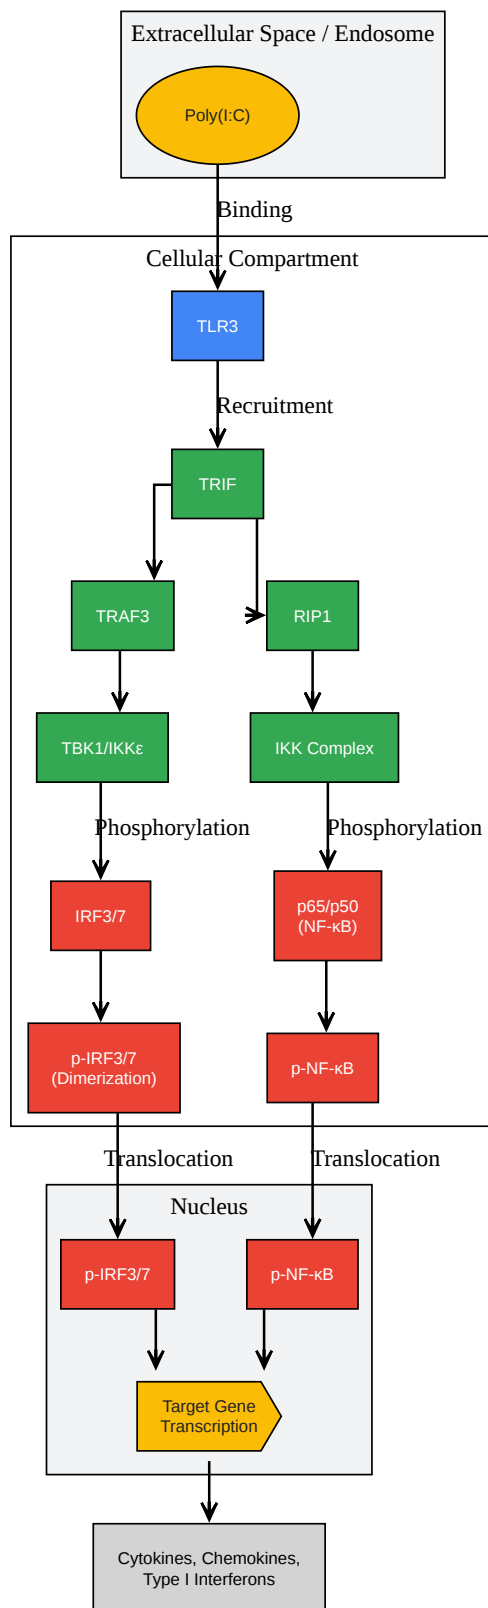 Extracellular Space / Endosome
Poly(I:C)
Binding
Cellular Compartment
TLR3
Recruitment
TRIF
TRAF3
RIP1
TBK1/IKKε
IKK Complex
Phosphorylation
Phosphorylation
IRF3/7
p65/p50
(NF-κB)
p-IRF3/7
(Dimerization)
p-NF-κB
Translocation
Translocation
Nucleus
p-IRF3/7
p-NF-κB
Target Gene
Transcription
Cytokines, Chemokines,
Type I Interferons